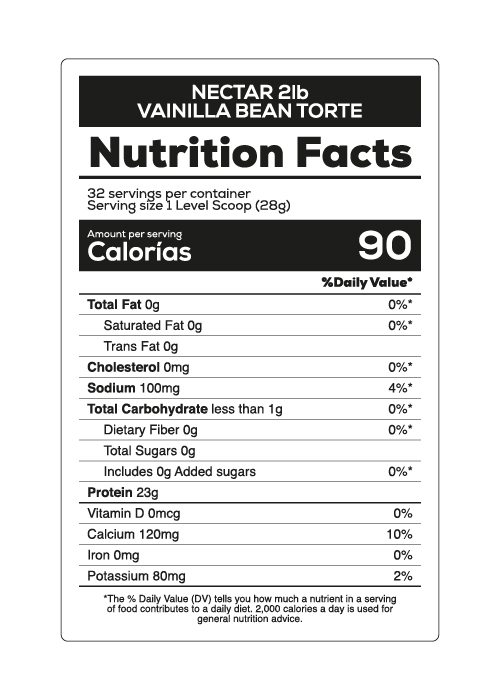 NECTAR 2lb
VAINILLA BEAN TORTE
Nutrition Facts
32 servings per container
Serving size 1 Level Scoop (28g)
Amount per serving
Calorías 90
%Daily Value*
Total Fat 0g 0%*
Saturated Fat 0g 0%*
Trans Fat 0g
Cholesterol 0mg 0%*
Sodium 100mg 4%*
Total Carbohydrate less than 1g 0%*
Dietary Fiber 0g 0%*
Total Sugars 0g
Includes 0g Added sugars 0%*
Protein 23g
Vitamin D 0mcg 0%
Calcium 120mg 10%
Iron 0mg 0%
Potassium 80mg 2%
*The % Daily Value (DV) tells you how much a nutrient in a serving
of food contributes to a daily diet. 2,000 calories a day is used for
general nutrition advice.